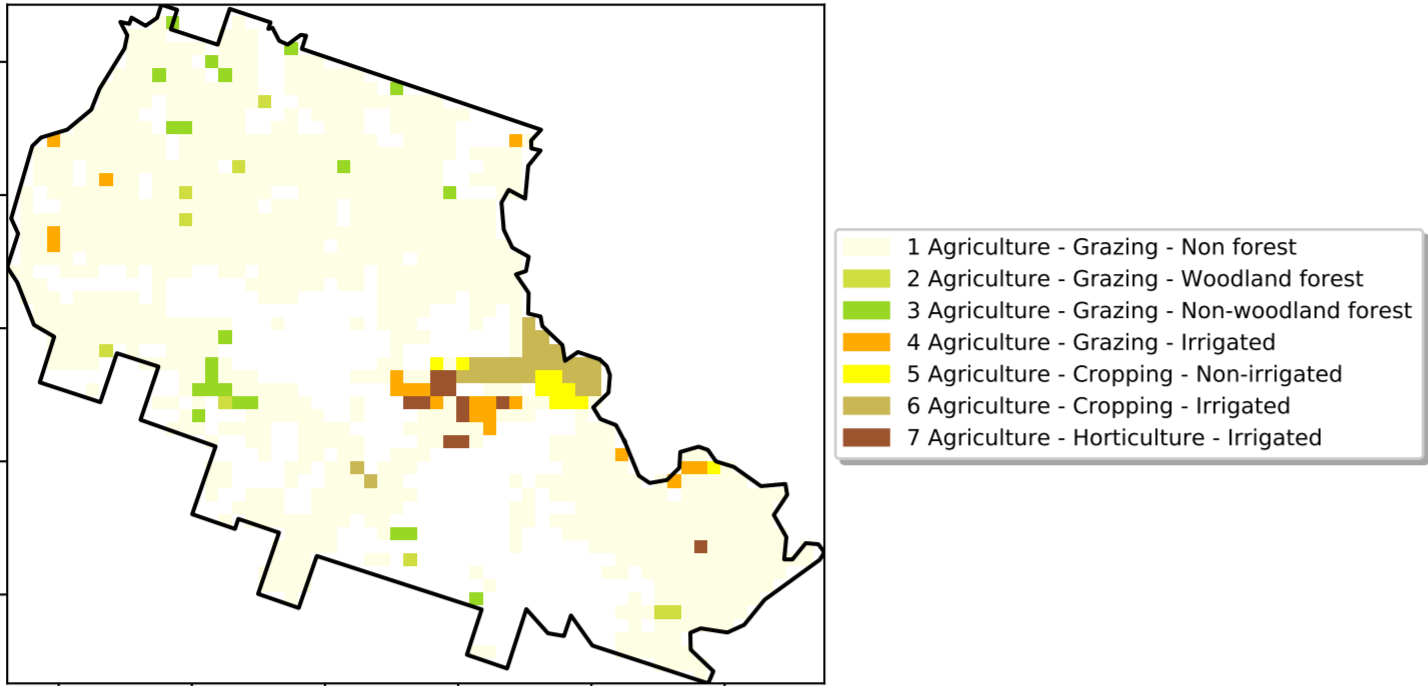 1 Agriculture - Grazing - Non forest
2 Agriculture - Grazing - Woodland forest
3 Agriculture - Grazing - Non-woodland forest
4 Agriculture - Grazing - Irrigated
5 Agriculture - Cropping - Non-irrigated
6 Agriculture - Cropping - Irrigated
7 Agriculture - Horticulture - Irrigated